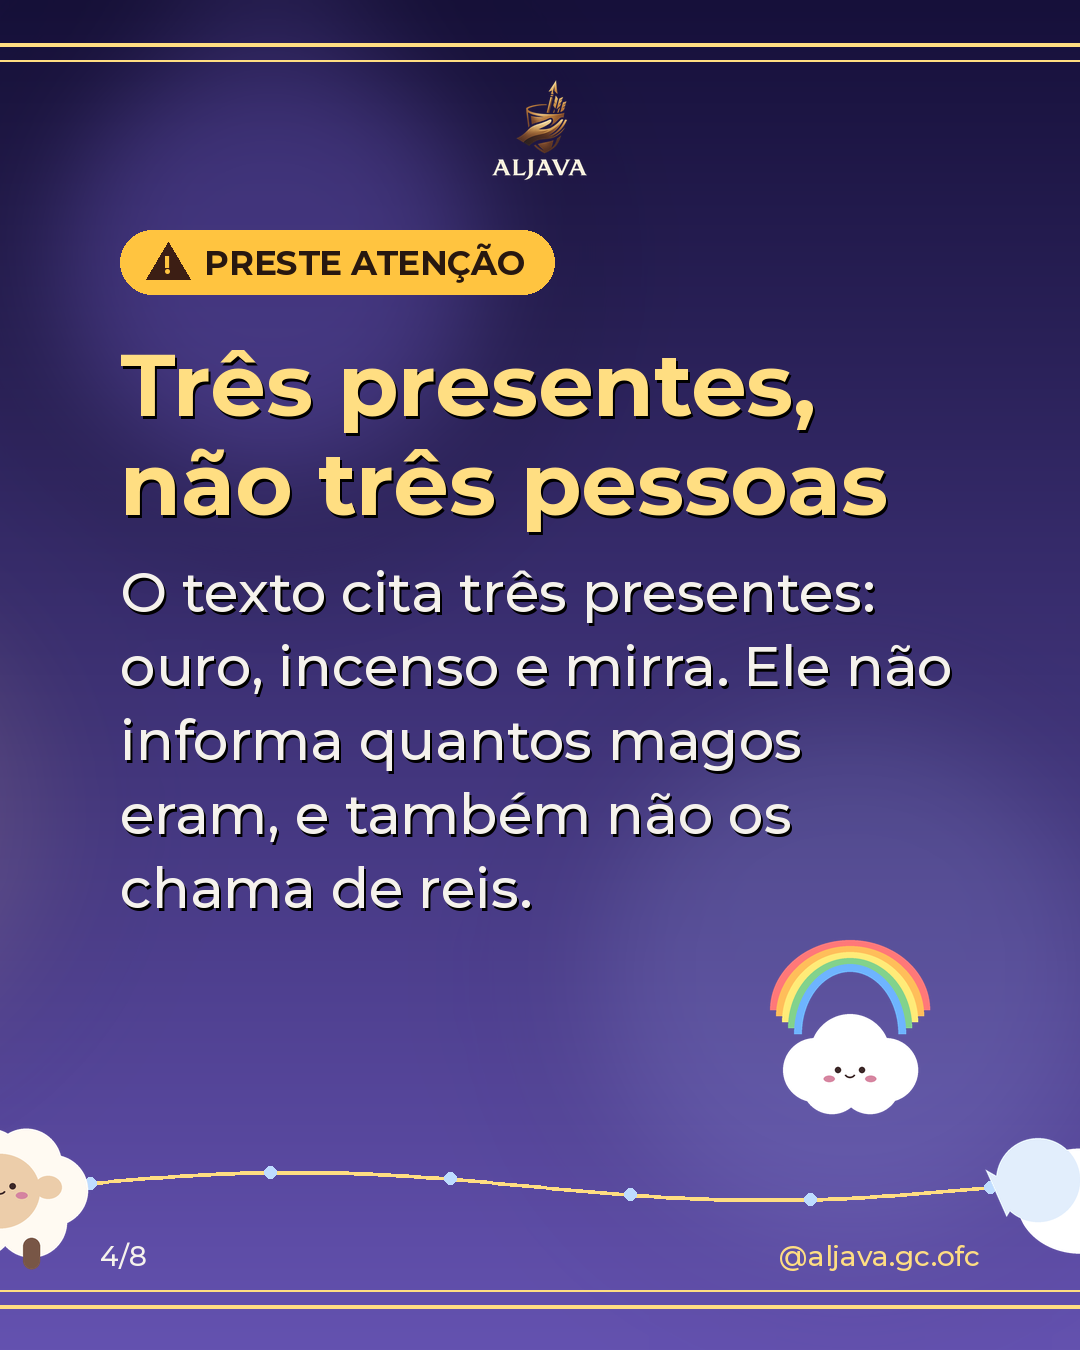 ALJAVA
PRESTE ATENÇÃO
Três presentes,
não três pessoas
O texto cita três presentes:
ouro, incenso e mirra. Ele não
informa quantos magos
eram, e também não os
chama de reis.
4/8
@aljava.gc.ofc